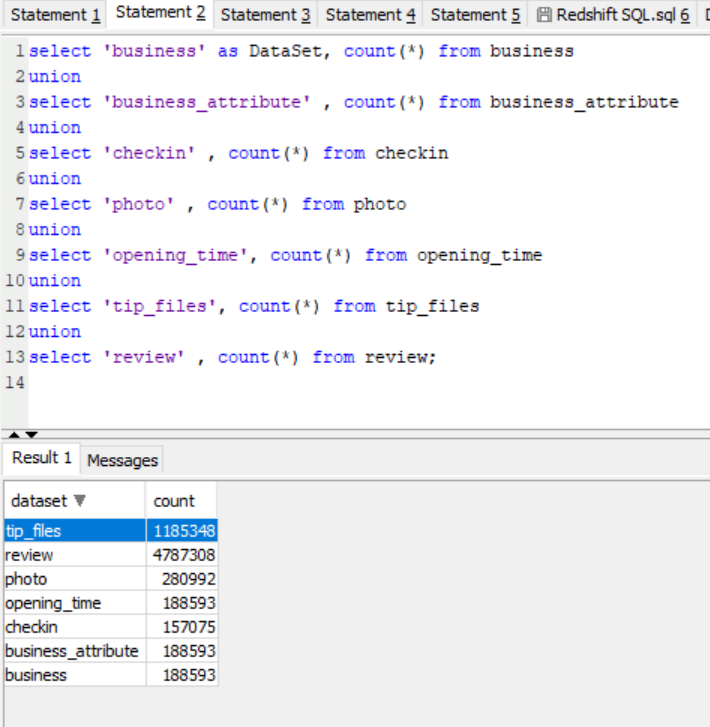 Statement 1 Statement 2 Statement 3 Statement 4 Statement 5 Redshift SQL.sql 6
1 select 'business' as DataSet, count(*) from business
2 union
3 select 'business_attribute' , count(*) from business_attribute
4 union
5 select 'checkin' , count(*) from checkin
6 union
7 select 'photo' , count(*) from photo
8 union
9 select 'opening_time', count(*) from opening_time
10 union
11 select 'tip_files', count(*) from tip_files
12 union
13 select 'review' , count(*) from review;
14
Result 1 Messages
dataset count
tip_files 1185348
review 4787308
photo 280992
opening_time 188593
checkin 157075
business_attribute 188593
business 188593